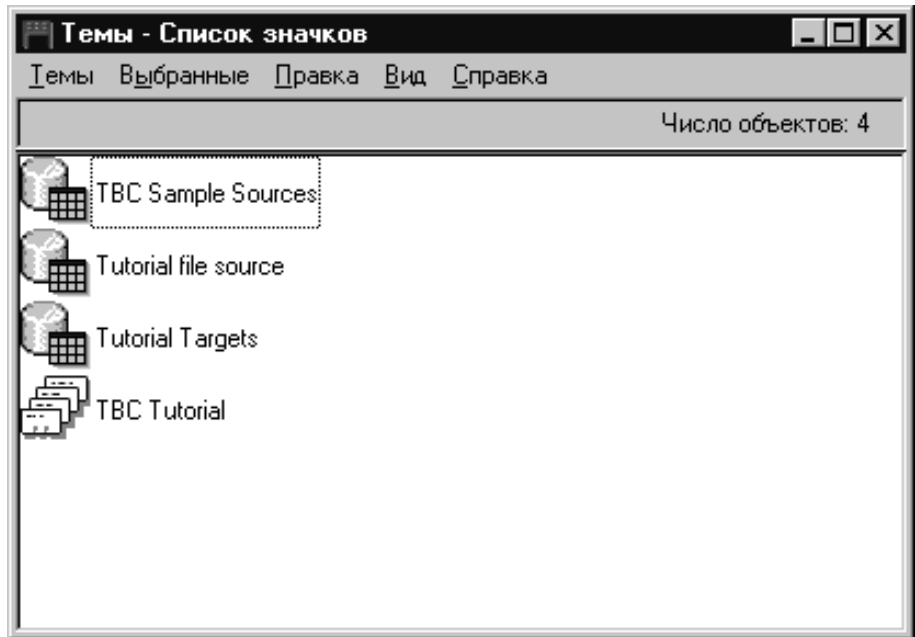 Темы - Список значков
Темы Выбранные Правка Вид Справка
Число объектов: 4
TBC Sample Sources
Tutorial file source
Tutorial Targets
TBC Tutorial